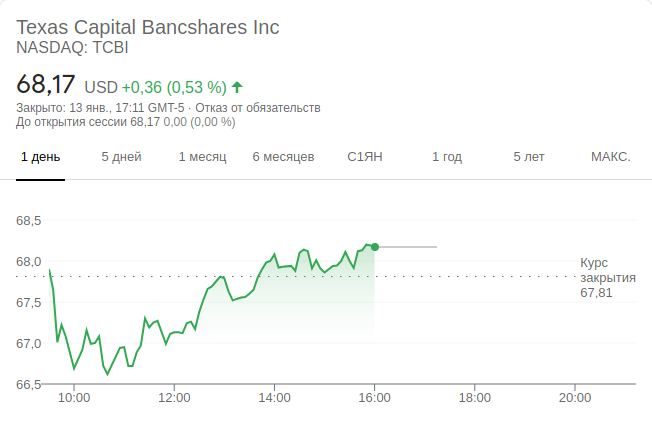 Texas Capital Bancshares Inc
NASDAQ: TCBI
68,17 USD +0,36 (0,53 %)
Закрыто: 13 янв., 17:11 GMT-5 · Отказ от обязательств
До открытия сессии 68,17 0,00 (0,00 %)
1 день 5 дней 1 месяц 6 месяцев С1ЯН 1 год 5 лет МАКС.
68,5
68,0
67,5
67,0
66,5
Курс
закрытия
67,81
10:00 12:00 14:00 16:00 18:00 20:00